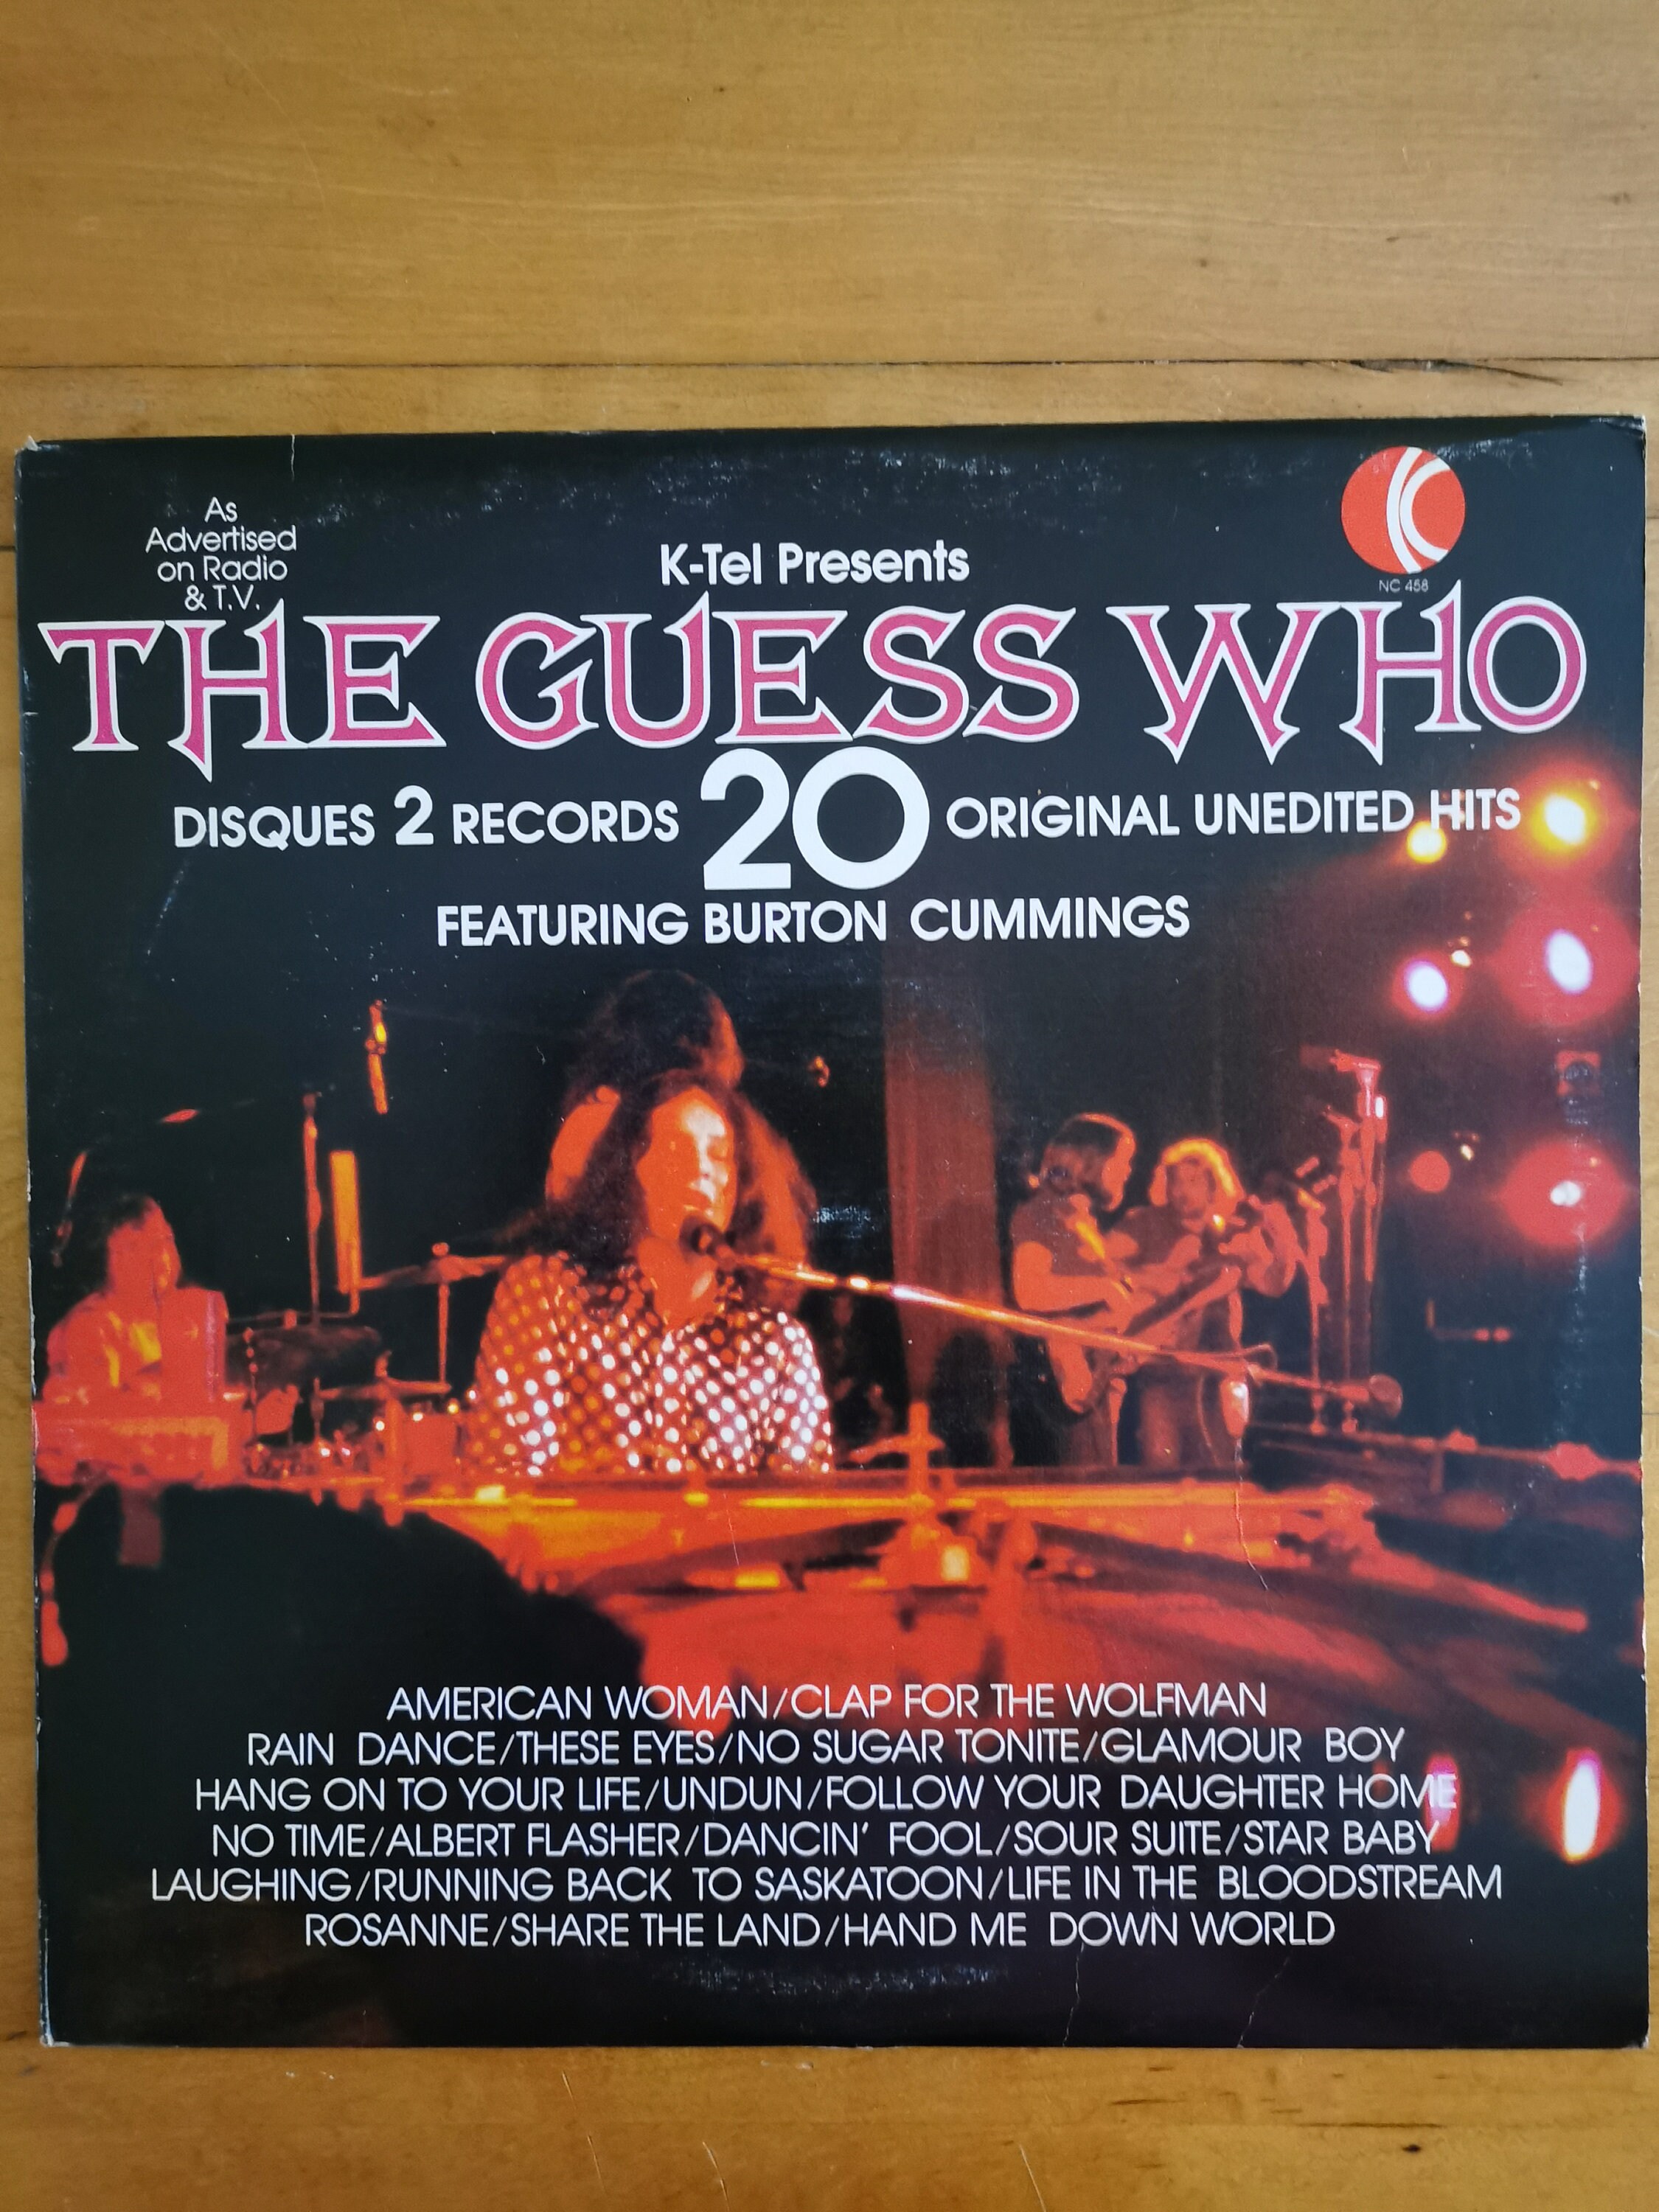 As
Advertised
on Radio
& T.V.
K-Tel Presents
NC 458
THE GUESS WHO
DISQUES 2 RECORDS 20 ORIGINAL UNEDITED HITS
FEATURING BURTON CUMMINGS
AMERICAN WOMAN/CLAP FOR THE WOLFMAN
RAIN DANCE/THESE EYES/NO SUGAR TONITE/GLAMOUR BOY
HANG ON TO YOUR LIFE/UNDUN/FOLLOW YOUR DAUGHTER HOME
NO TIME/ALBERT FLASHER/DANCIN' FOOL/SOUR SUITE/STAR BABY
LAUGHING/RUNNING BACK TO SASKATOON/LIFE IN THE BLOODSTREAM
ROSANNE/SHARE THE LAND/HAND ME DOWN WORLD